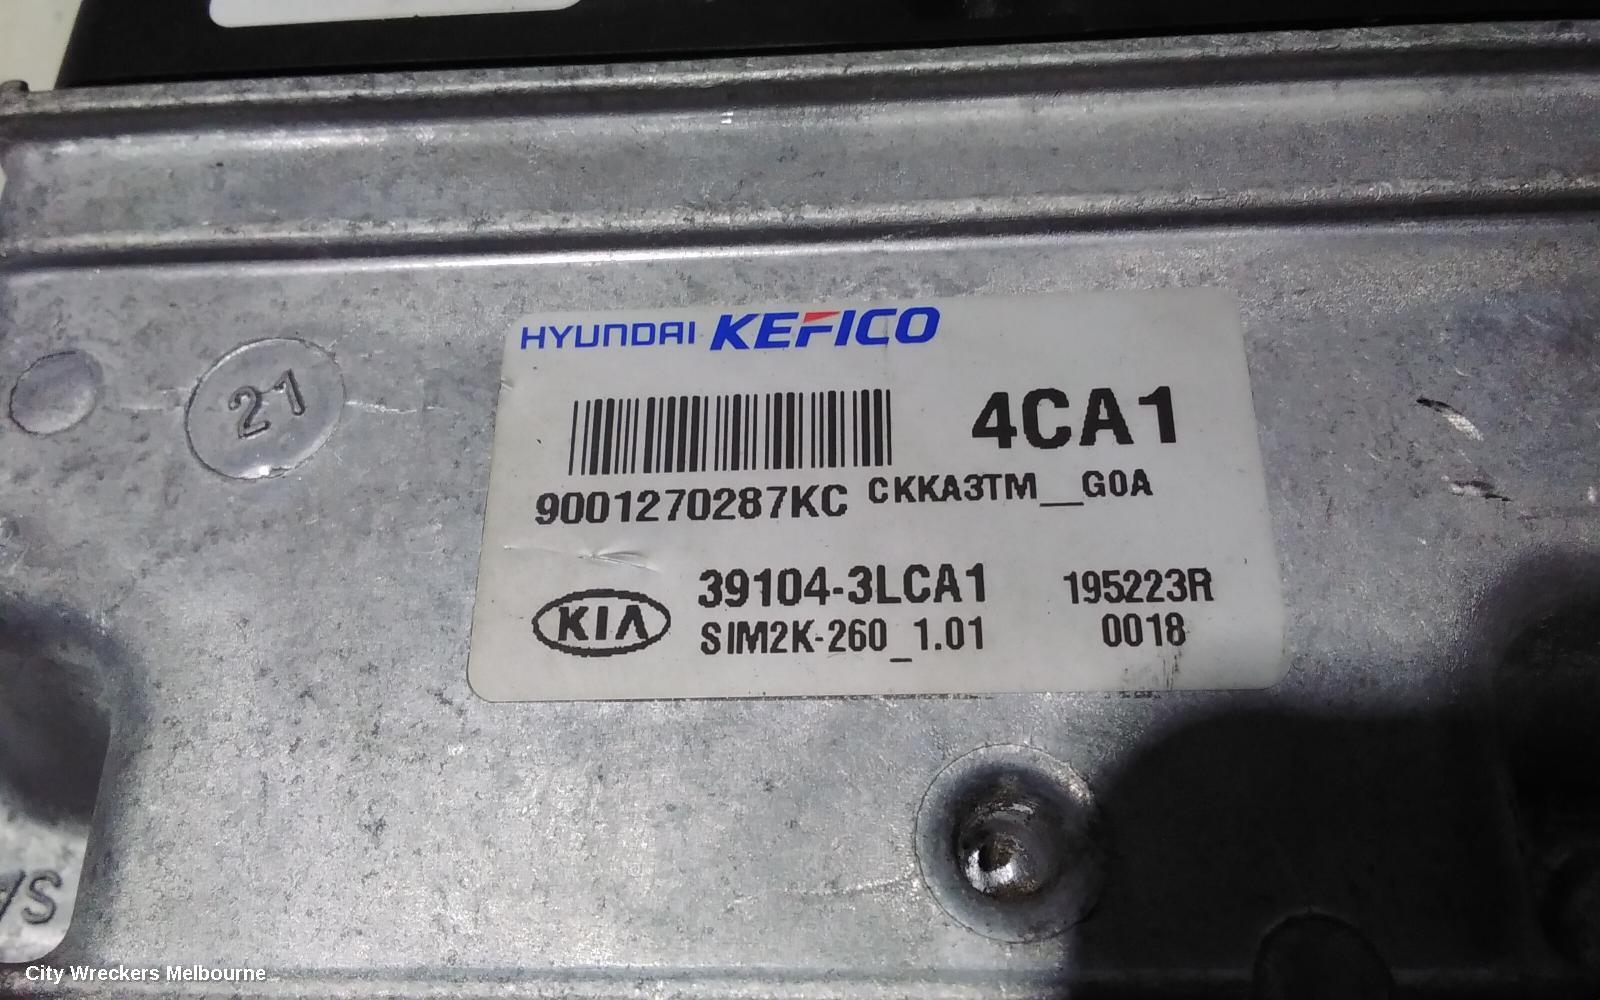 HYUNDAI KEFICO
21
4CA1
9001270287KC CKKA3TM__G0A
KIA 39104-3LCA1 195223R
SIM2K-260_1.01 0018
/S
City Wreckers Melbourne